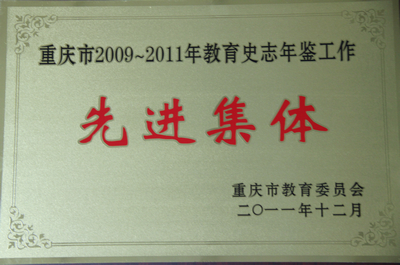 重庆市2009~2011年教育史志年鉴工作
先进集体
重庆市教育委员会
二〇一一年十二月